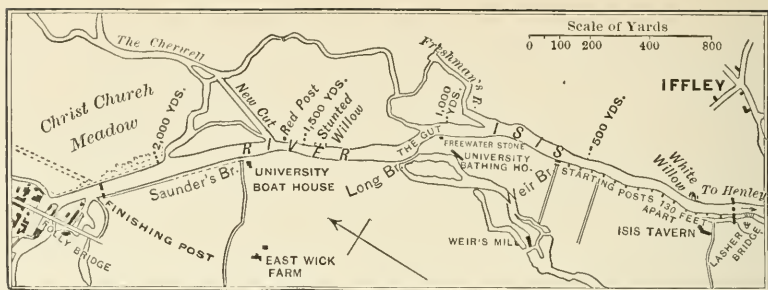 The Cherwell
Christ Church
Meadow
2,000 YDS.
New Cut
Red Post
1,500 YDS.
Stunted
Willow
Freshman's R.
1,000
YDS.
THE GUT
Scale of Yards
0 50 100 200 400 800
IFFLEY
500 YDS.
White
Willow
To Henley
RIVER ISIS
FREEWATER STONE
UNIVERSITY
BATHING HO.
Saunder's Br.
UNIVERSITY
BOAT HOUSE
Long Br.
Weir Br.
STARTING POSTS 130 FEET
APART
ISIS TAVERN
LASHER
BRIDGE
FOLLY BRIDGE
FINISHING POST
EAST WICK
FARM
WEIR'S MILL